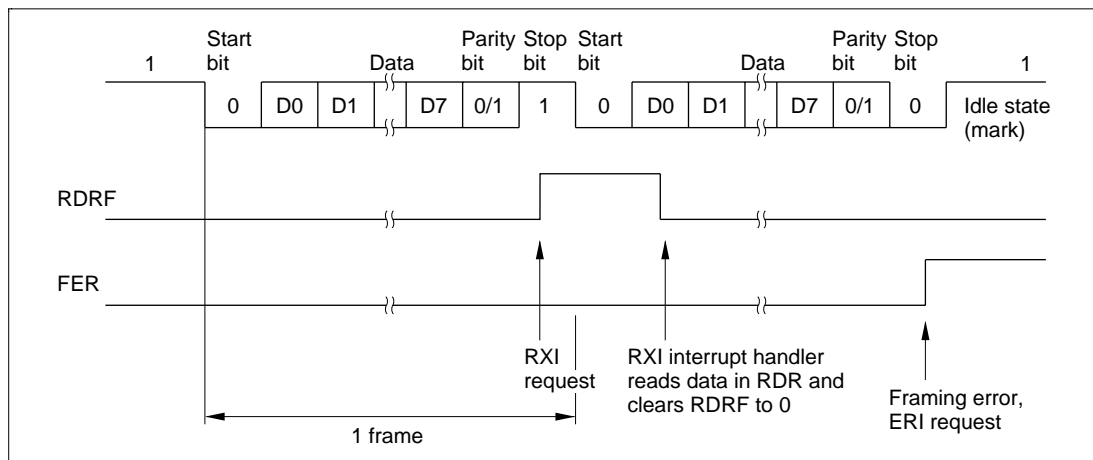 Start
bit
Parity
bit
Stop
bit
Start
bit
Parity
bit
Stop
bit
1
Data
Data
1
0
D0
D1
D7
0/1
1
0
D0
D1
D7
0/1
0
Idle state
(mark)
RDRF
FER
RXI
request
RXI interrupt handler
reads data in RDR and
clears RDRF to 0
Framing error,
ERI request
1 frame